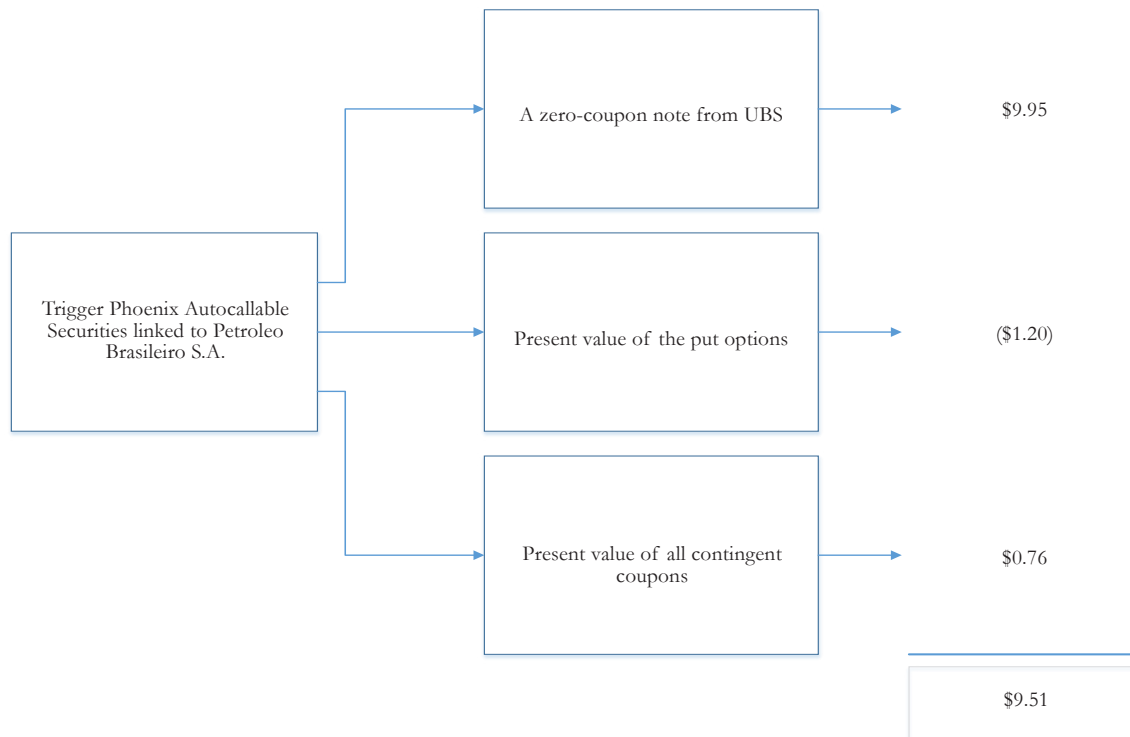 A zero-coupon note from UBS
$9.95
Trigger Phoenix Autocallable
Securities linked to Petroleo
Brasileiro S.A.
Present value of the put options
($1.20)
Present value of all contingent
coupons
$0.76
$9.51